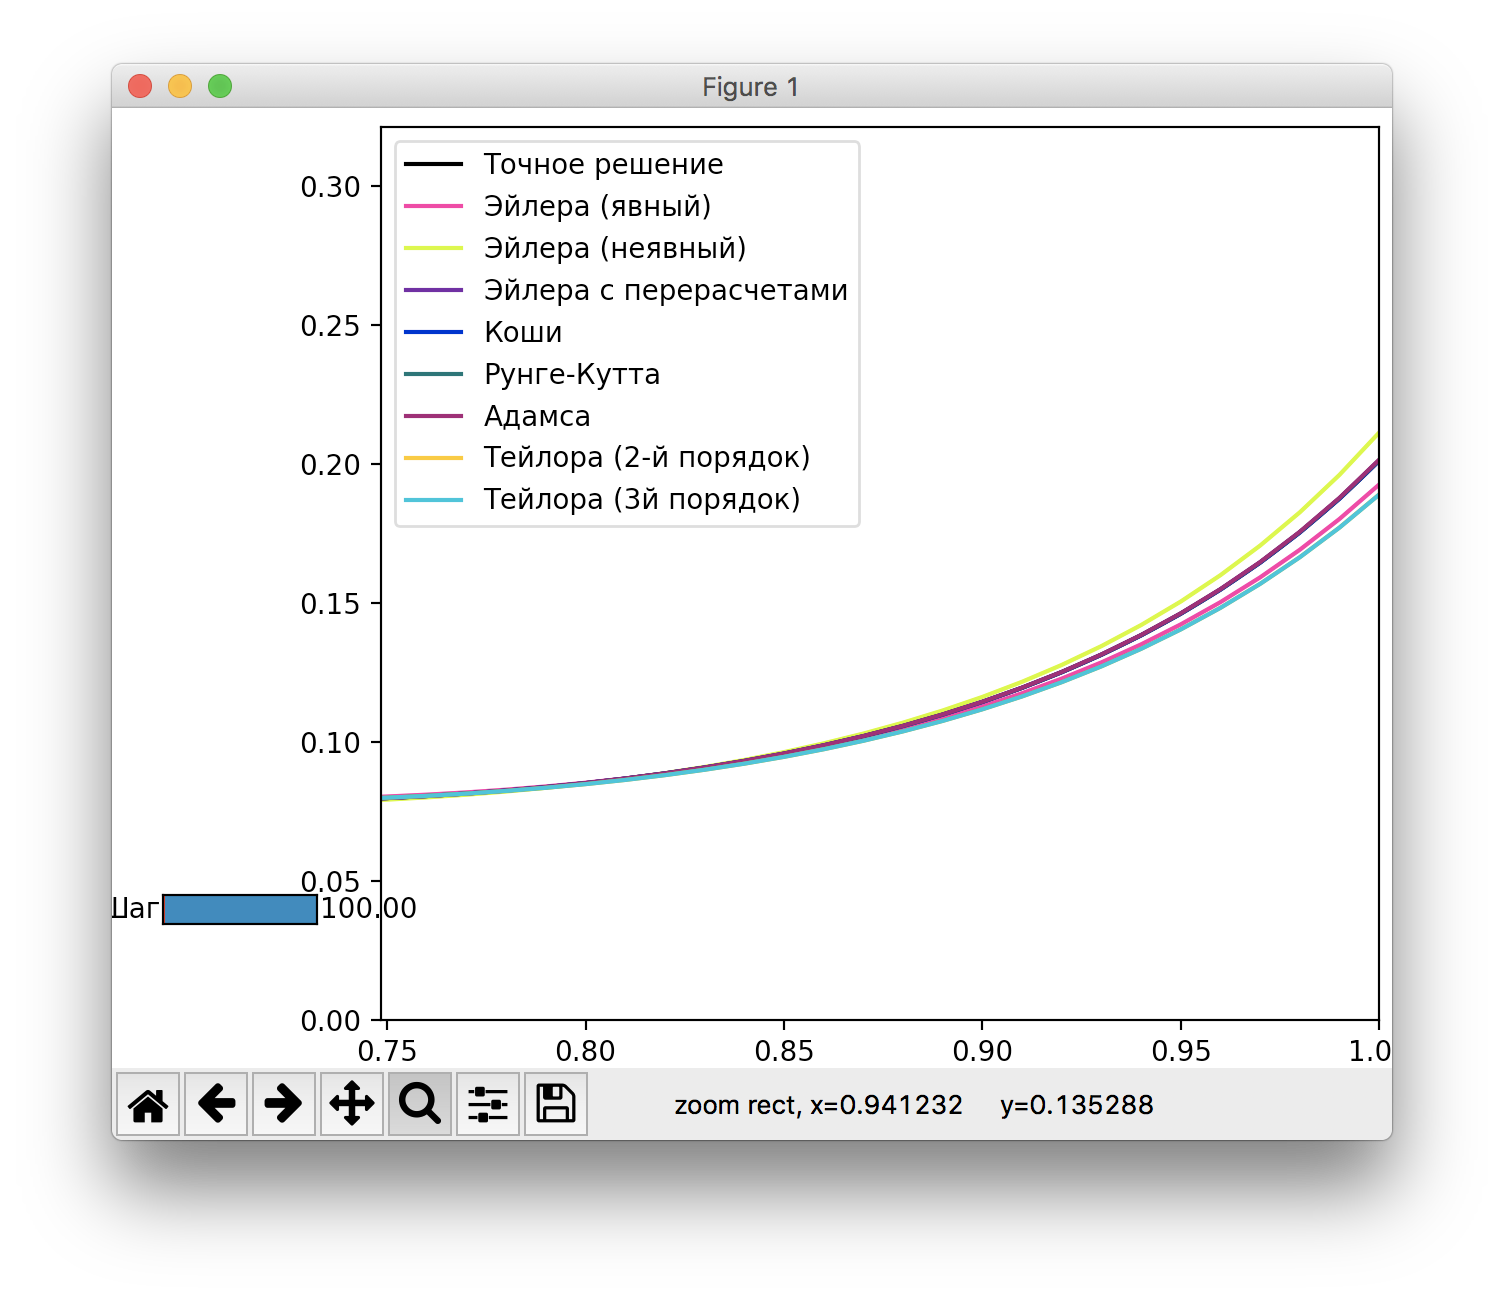 Figure 1
Точное решение
Эйлера (явный)
Эйлера (неявный)
Эйлера с перерасчетами
Коши
Рунге-Кутта
Адамса
Тейлора (2-й порядок)
Тейлора (3й порядок)
0.30
0.25
0.20
0.15
0.10
0.05
0.00
Шаг 100.00
0.75 0.80 0.85 0.90 0.95 1.0
zoom rect, x=0.941232 y=0.135288